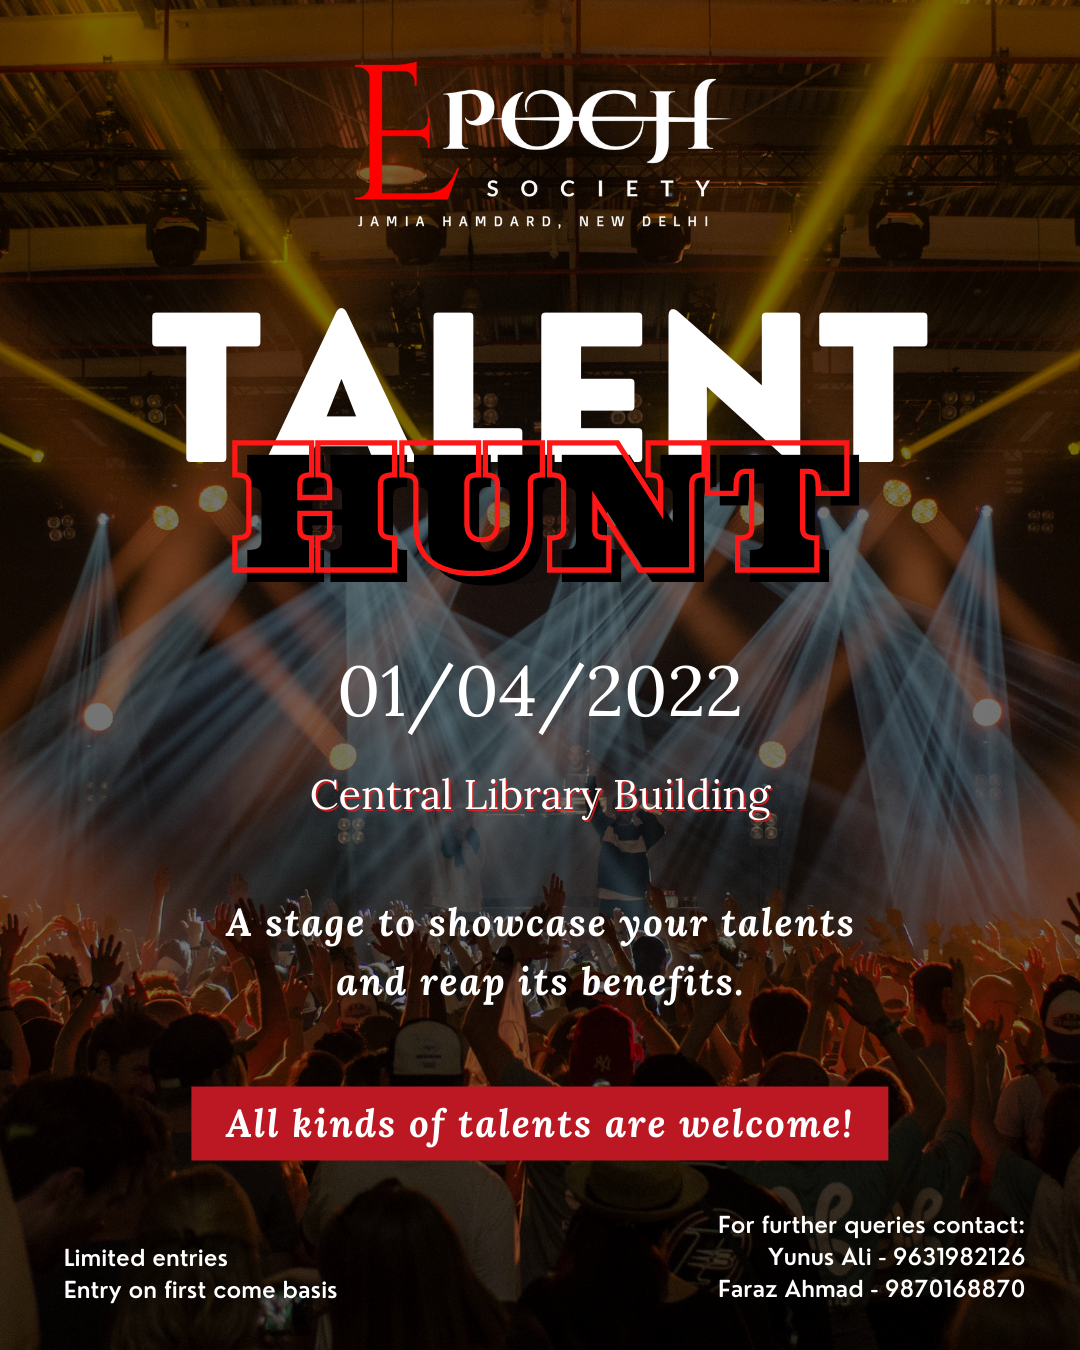 EPOCH
SOCIETY
JAMIA HAMDARD, NEW DELHI
TALENT
HUNT
01/04/2022
Central Library Building
A stage to showcase your talents
and reap its benefits.
All kinds of talents are welcome!
Limited entries
Entry on first come basis
For further queries contact:
Yunus Ali - 9631982126
Faraz Ahmad - 9870168870